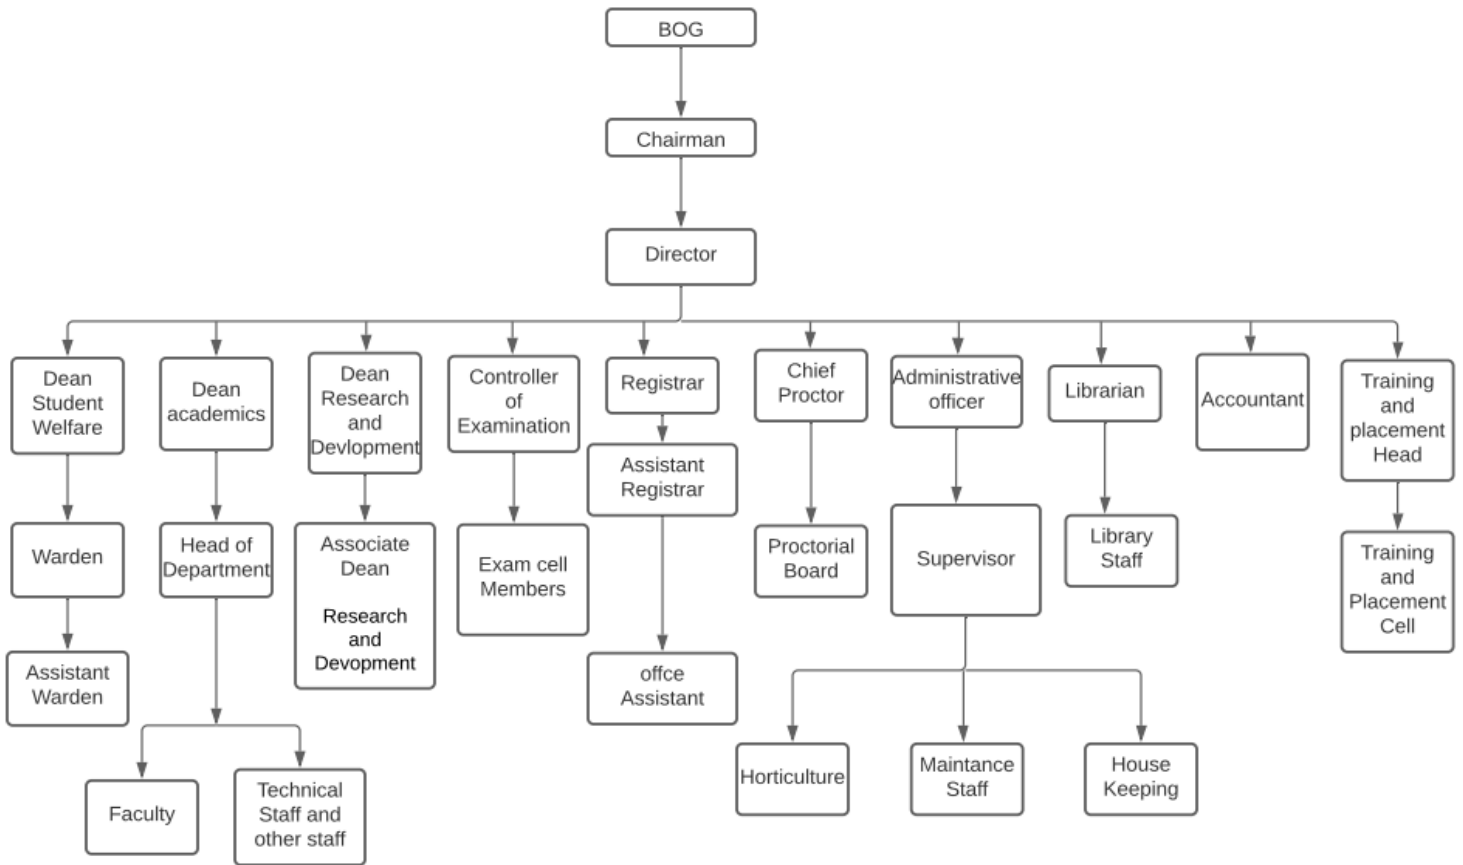 BOG
Chairman
Director
Dean
Student
Welfare
Dean
academics
Dean
Research
and
Devlopment
Controller
of
Examination
Registrar
Chief
Proctor
Administrative
officer
Librarian
Accountant
Training
and
placement
Head
Assistant
Registrar
Warden
Head of
Department
Associate
Dean
Research
and
Devopment
Exam cell
Members
Proctorial
Board
Supervisor
Library
Staff
Training
and
Placement
Cell
Assistant
Warden
offce
Assistant
Faculty
Technical
Staff and
other staff
Horticulture
Maintance
Staff
House
Keeping